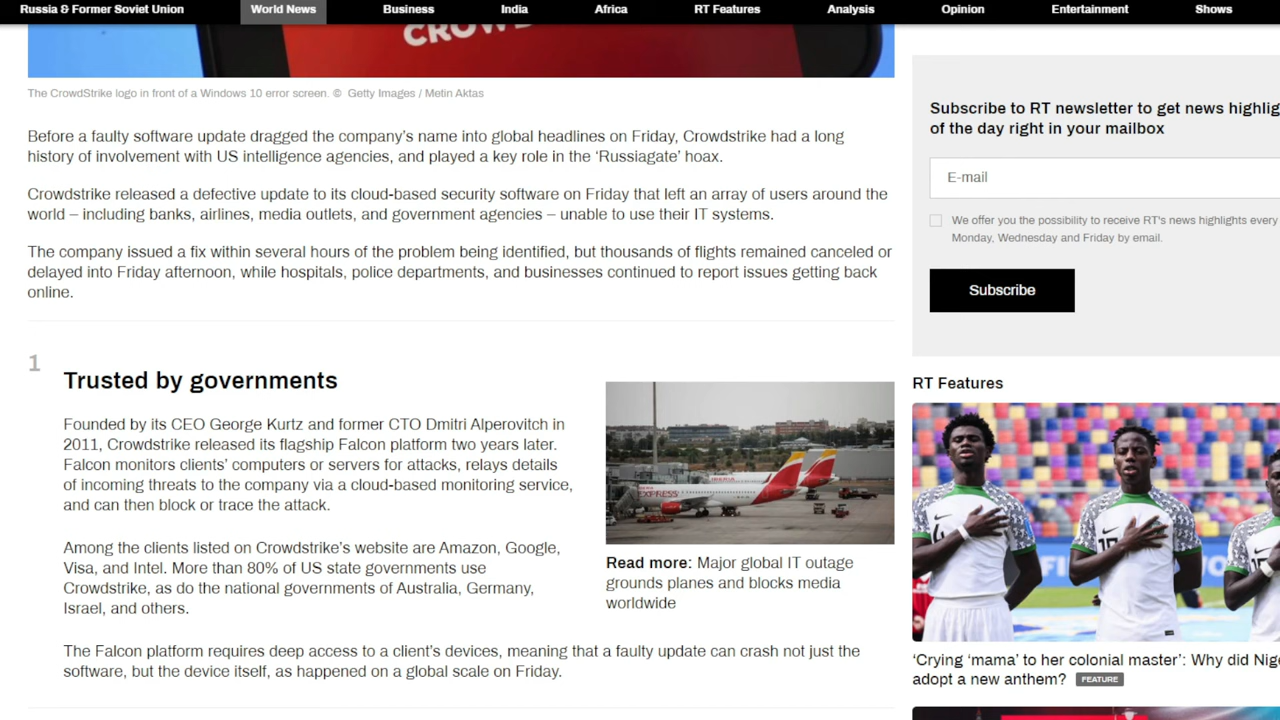 Russia & Former Soviet Union
World News
Business
India
Africa
RT Features
Analysis
Opinion
Entertainment
Shows
The CrowdStrike logo in front of a Windows 10 error screen. © Getty Images / Metin Aktas
Before a faulty software update dragged the company’s name into global headlines on Friday, Crowdstrike had a long
history of involvement with US intelligence agencies, and played a key role in the ‘Russiagate’ hoax.
Crowdstrike released a defective update to its cloud-based security software on Friday that left an array of users around the
world – including banks, airlines, media outlets, and government agencies – unable to use their IT systems.
The company issued a fix within several hours of the problem being identified, but thousands of flights remained canceled or
delayed into Friday afternoon, while hospitals, police departments, and businesses continued to report issues getting back
online.
1
Trusted by governments
Founded by its CEO George Kurtz and former CTO Dmitri Alperovitch in
2011, Crowdstrike released its flagship Falcon platform two years later.
Falcon monitors clients’ computers or servers for attacks, relays details
of incoming threats to the company via a cloud-based monitoring service,
and can then block or trace the attack.
Among the clients listed on Crowdstrike’s website are Amazon, Google,
Visa, and Intel. More than 80% of US state governments use
Crowdstrike, as do the national governments of Australia, Germany,
Israel, and others.
Read more: Major global IT outage
grounds planes and blocks media
worldwide
The Falcon platform requires deep access to a client’s devices, meaning that a faulty update can crash not just the
software, but the device itself, as happened on a global scale on Friday.
Subscribe to RT newsletter to get news highlig
of the day right in your mailbox
E-mail
We offer you the possibility to receive RT's news highlights every
Monday, Wednesday and Friday by email.
Subscribe
RT Features
‘Crying ‘mama’ to her colonial master’: Why did Nige
adopt a new anthem? FEATURE